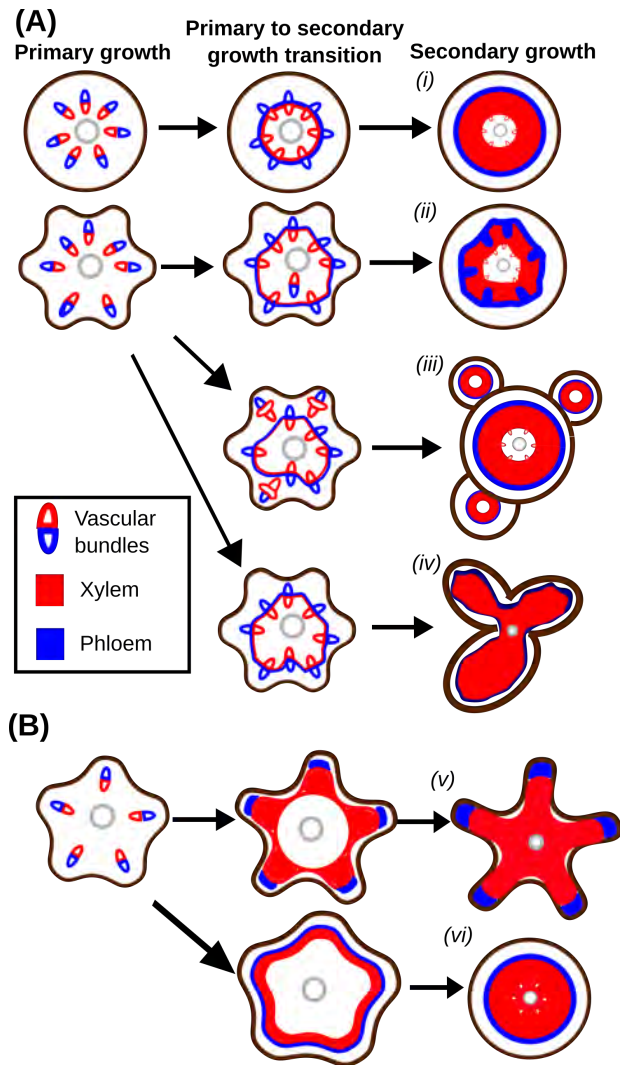 (A)
Primary growth
Primary to secondary
growth transition
Secondary growth
(i)
(ii)
(iii)
(iv)
Vascular
bundles
Xylem
Phloem
(B)
(v)
(vi)